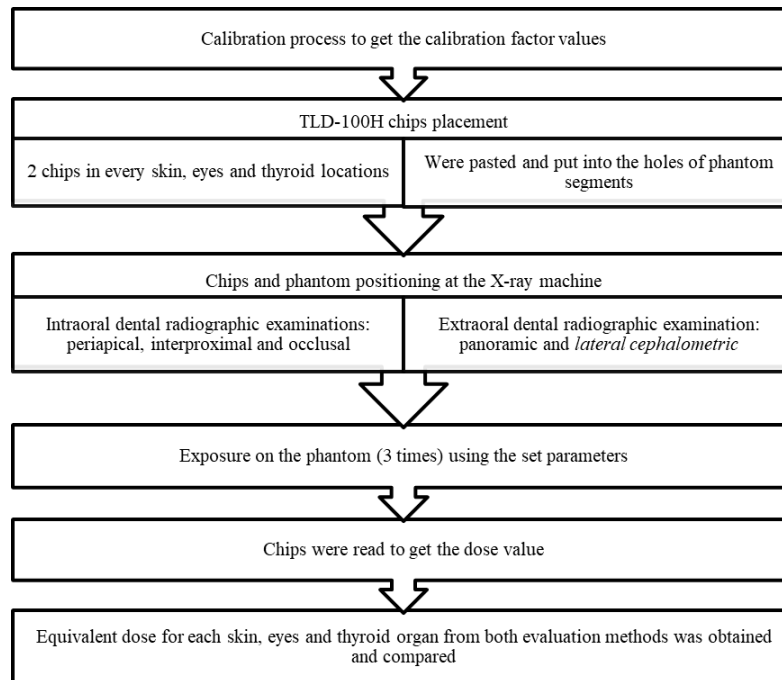 Calibration process to get the calibration factor values
TLD-100H chips placement
2 chips in every skin, eyes and thyroid locations
Were pasted and put into the holes of phantom
segments
Chips and phantom positioning at the X-ray machine
Intraoral dental radiographic examinations:
periapical, interproximal and occlusal
Extraoral dental radiographic examination:
panoramic and lateral cephalometric
Exposure on the phantom (3 times) using the set parameters
Chips were read to get the dose value
Equivalent dose for each skin, eyes and thyroid organ from both evaluation methods was obtained
and compared